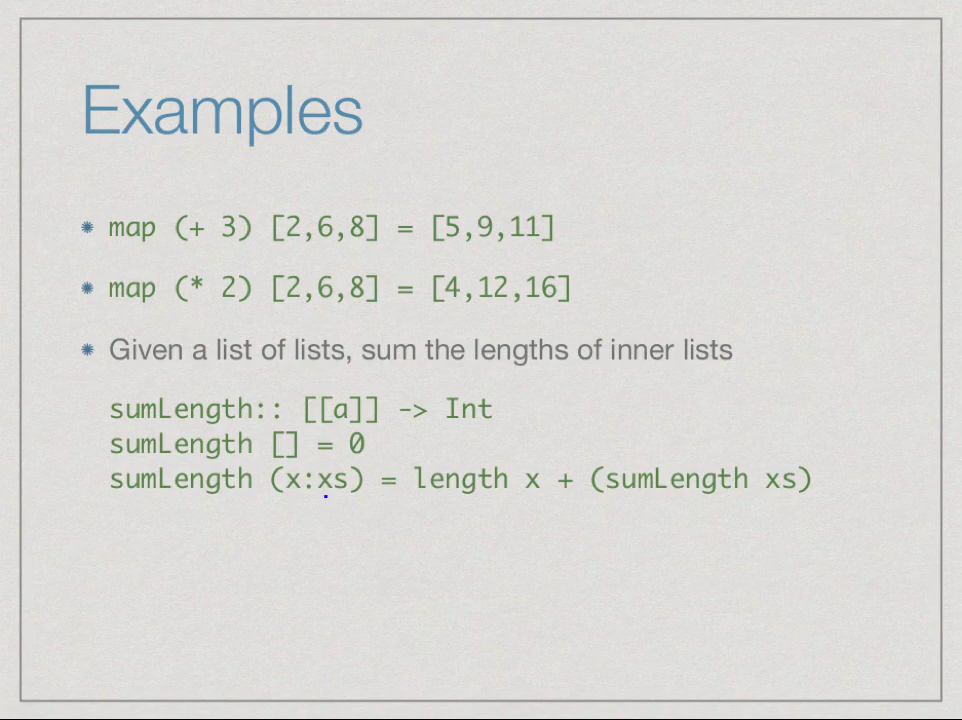 Examples
map (+ 3) [2,6,8] = [5,9,11]
map (* 2) [2,6,8] = [4,12,16]
Given a list of lists, sum the lengths of inner lists
sumLength:: [[a]] -> Int
sumLength [] = 0
sumLength (x:xs) = length x + (sumLength xs)